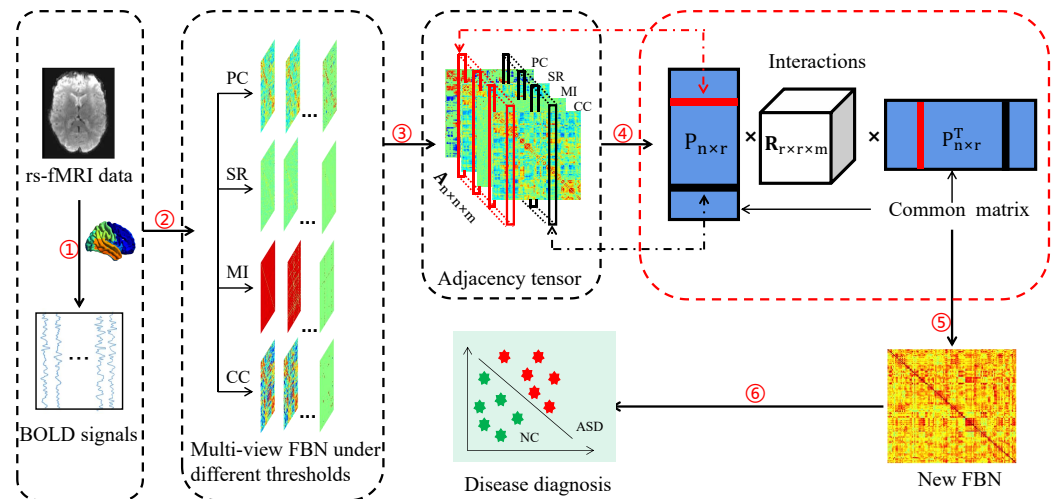 rs-fMRI data
①
BOLD signals
②
PC
...
SR
...
MI
...
CC
...
Multi-view FBN under
different thresholds
③
PC
SR
MI
CC
A n×n×m
Adjacency tensor
④
Interactions
P n×r
×
R r×r×m
×
P T n×r
Common matrix
⑤
New FBN
⑥
NC
ASD
Disease diagnosis